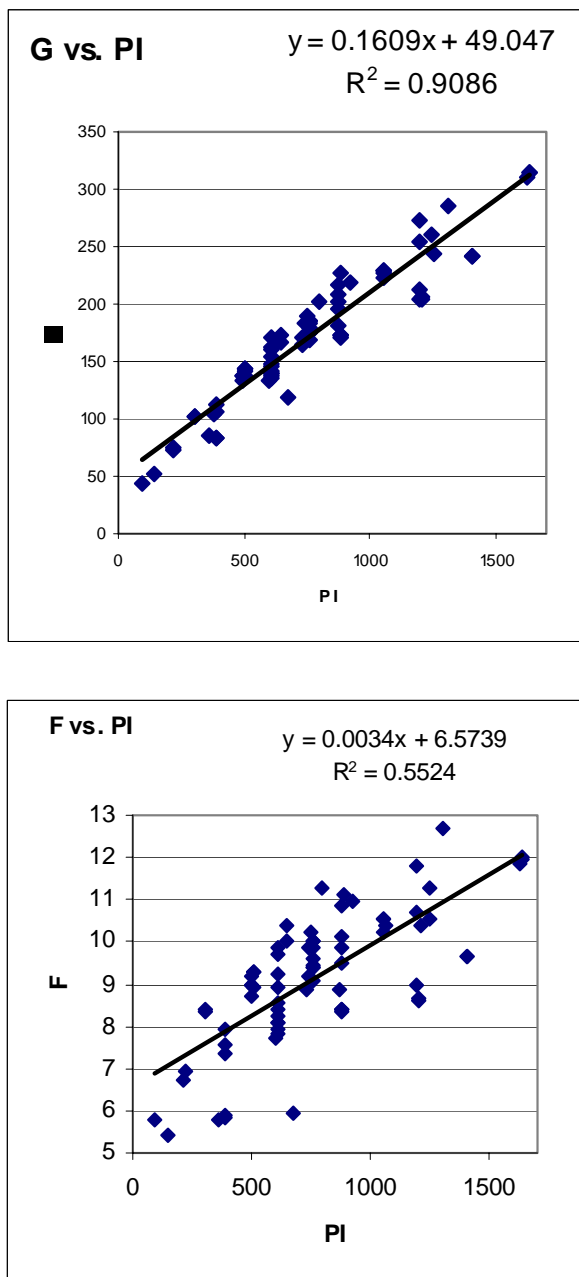 G vs. PI
y = 0.1609x + 49.047
R² = 0.9086
350
300
250
200
150
100
50
0
0 500 1000 1500
PI
F vs. PI
y = 0.0034x + 6.5739
R² = 0.5524
13
12
11
10
9
8
7
6
5
F
0 500 1000 1500
PI